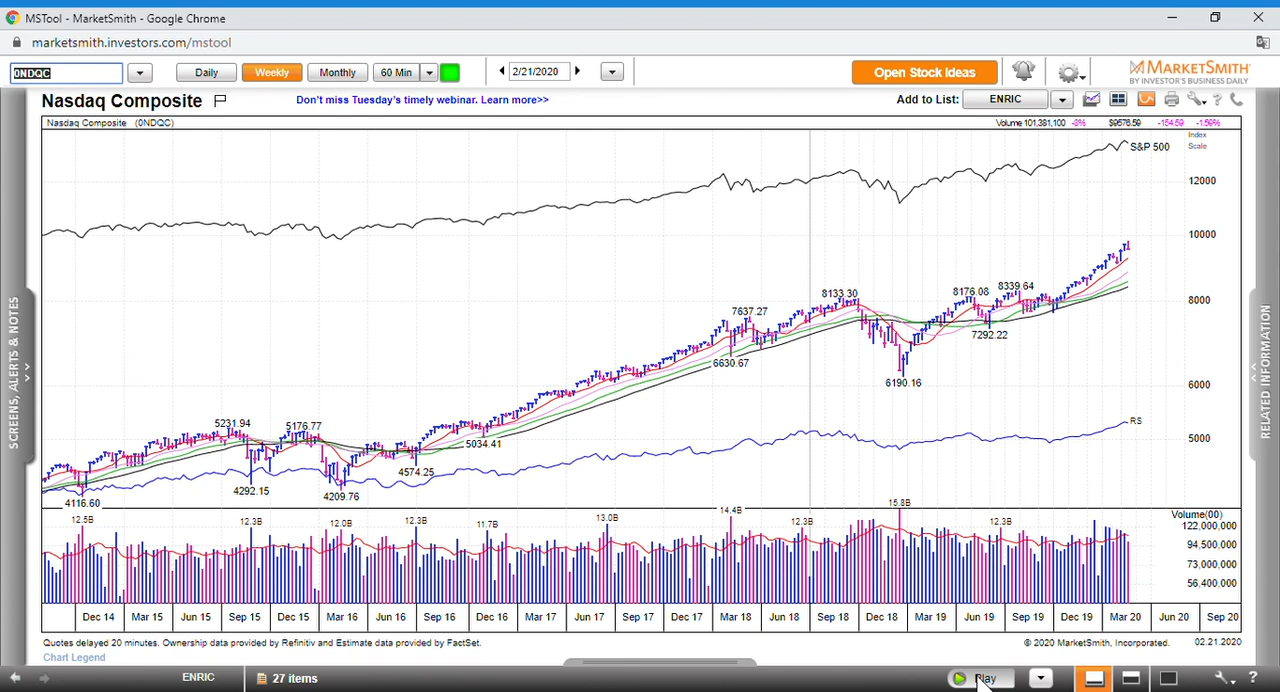 MSTool - MarketSmith - Google Chrome
marketsmith.investors.com/mstool
0NDQC Daily Weekly Monthly 60 Min 2/21/2020 Open Stock Ideas MARKETSMITH
BY INVESTOR'S BUSINESS DAILY
Nasdaq Composite Don't miss Tuesday's timely webinar. Learn more>> Add to List: ENRIC ?
Nasdaq Composite (0NDQC) Volume 101,381,100 -8% $9576.59 -154.59 -1.59%
Index
Scale
S&P 500
12000
10000
8133.30 8176.08 8339.64
8000
7637.27
7292.22
6630.67
6190.16
6000
5231.94 5176.77
5034.41
5000
RS
4574.25
4292.15 4209.76
4116.60
SCREENS, ALERTS & NOTES
RELATED INFORMATION
Volume(00)
12.5B 12.3B 12.0B 12.3B 11.7B 13.0B 14.4B 12.3B 15.8B 12.3B
122,000,000
94,500,000
73,000,000
56,400,000
Dec 14 Mar 15 Jun 15 Sep 15 Dec 15 Mar 16 Jun 16 Sep 16 Dec 16 Mar 17 Jun 17 Sep 17 Dec 17 Mar 18 Jun 18 Sep 18 Dec 18 Mar 19 Jun 19 Sep 19 Dec 19 Mar 20 Jun 20 Sep 20
Quotes delayed 20 minutes. Ownership data provided by Refinitiv and Estimate data provided by FactSet. © 2020 MarketSmith, Incorporated. 02.21.2020
Chart Legend
ENRIC 27 items Play ?